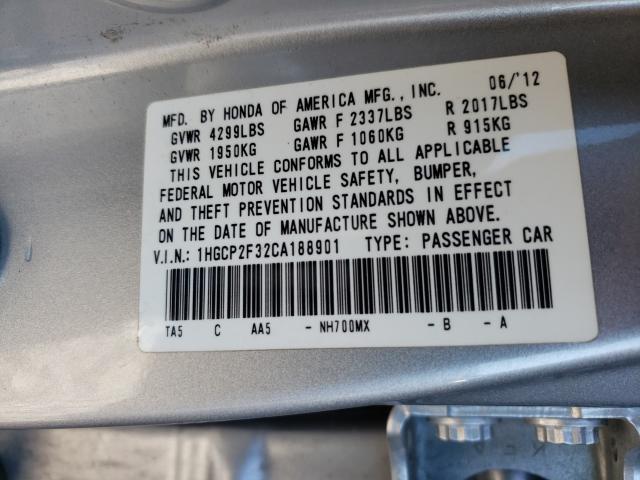 MFD. BY HONDA OF AMERICA MFG., INC. 06/'12
GVWR 4299LBS GAWR F 2337LBS R 2017LBS
GVWR 1950KG GAWR F 1060KG R 915KG
THIS VEHICLE CONFORMS TO ALL APPLICABLE
FEDERAL MOTOR VEHICLE SAFETY, BUMPER,
AND THEFT PREVENTION STANDARDS IN EFFECT
ON THE DATE OF MANUFACTURE SHOWN ABOVE.
V.I.N.: 1HGCP2F32CA188901 TYPE: PASSENGER CAR
TA5 C AA5 -NH700MX -B -A